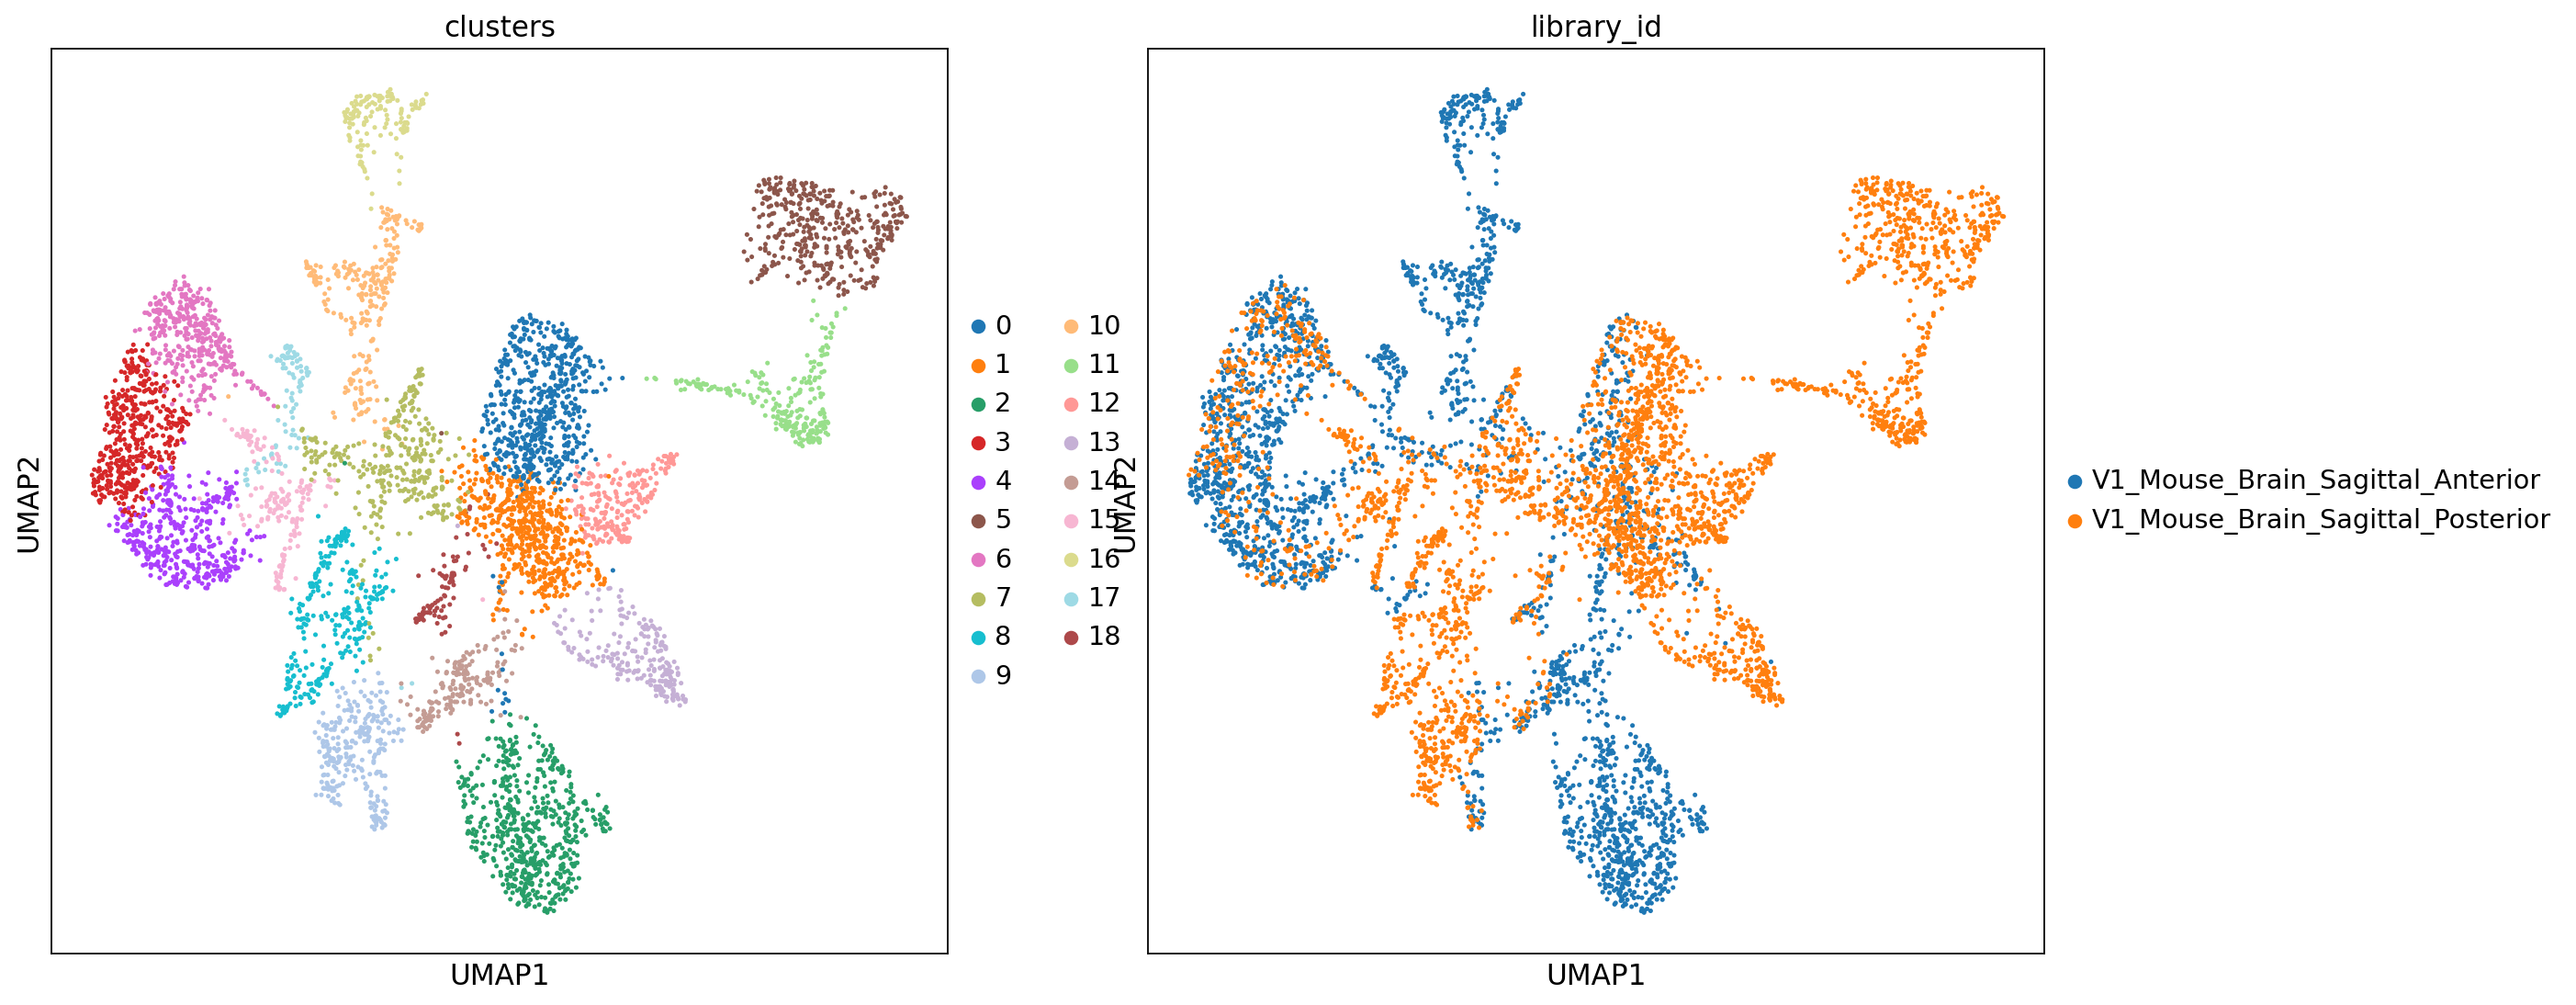 clusters
UMAP2
UMAP1
0
1
2
3
4
5
6
7
8
9
10
11
12
13
14
15
16
17
18
library_id
UMAP2
UMAP1
V1_Mouse_Brain_Sagittal_Anterior
V1_Mouse_Brain_Sagittal_Posterior